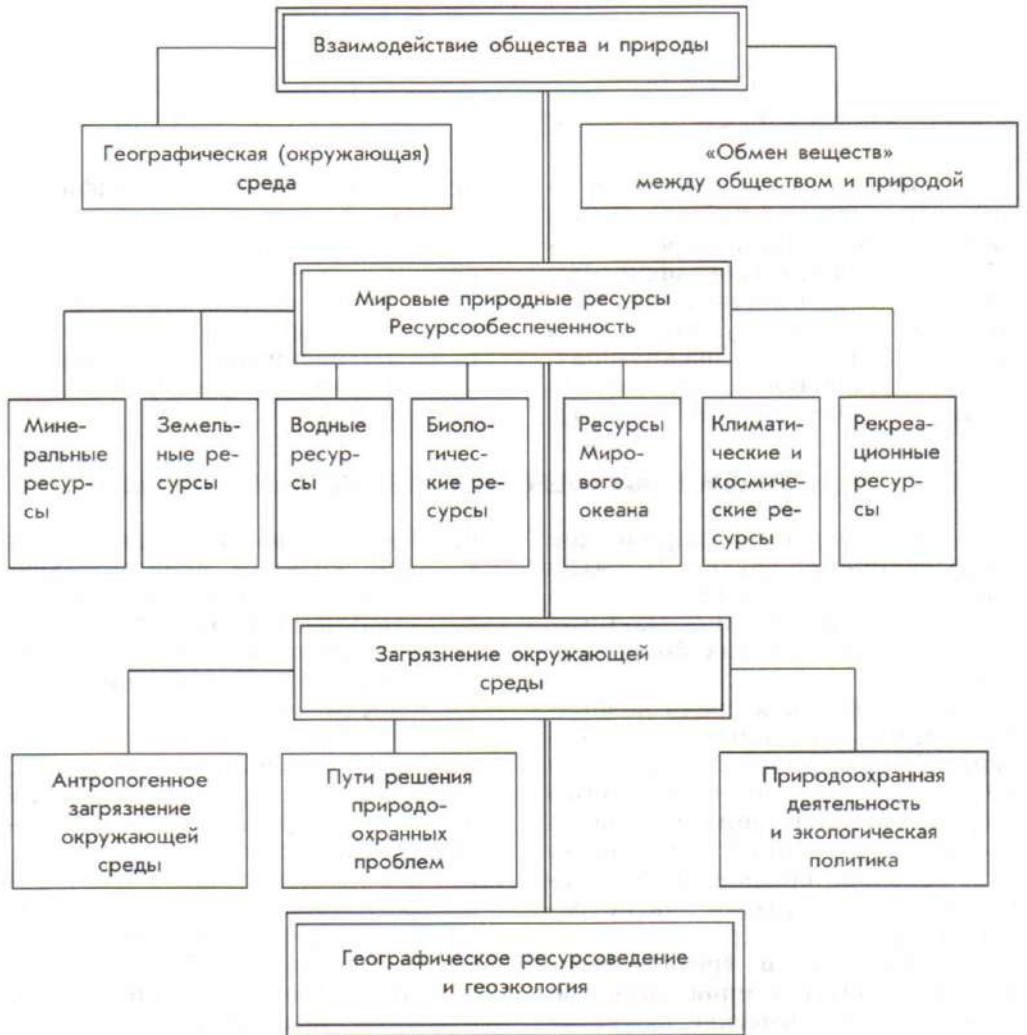 Взаимодействие общества и природы
Географическая (окружающая)
среда
«Обмен веществ»
между обществом и природой
Мировые природные ресурсы
Ресурсообеспеченность
Мине-
ральные
ресур-
сы
Земель-
ные ре-
сурсы
Водные
ресур-
сы
Биоло-
гичес-
кие ре-
сурсы
Ресурсы
Миро-
вого
океана
Климати-
ческие и
космиче-
ские ре-
сурсы
Рекреа-
ционные
ресур-
сы
Загрязнение окружающей
среды
Антропогенное
загрязнение
окружающей
среды
Пути решения
природо-
охранных
проблем
Природоохранная
деятельность
и экологическая
политика
Географическое ресурсоведение
и геоэкология